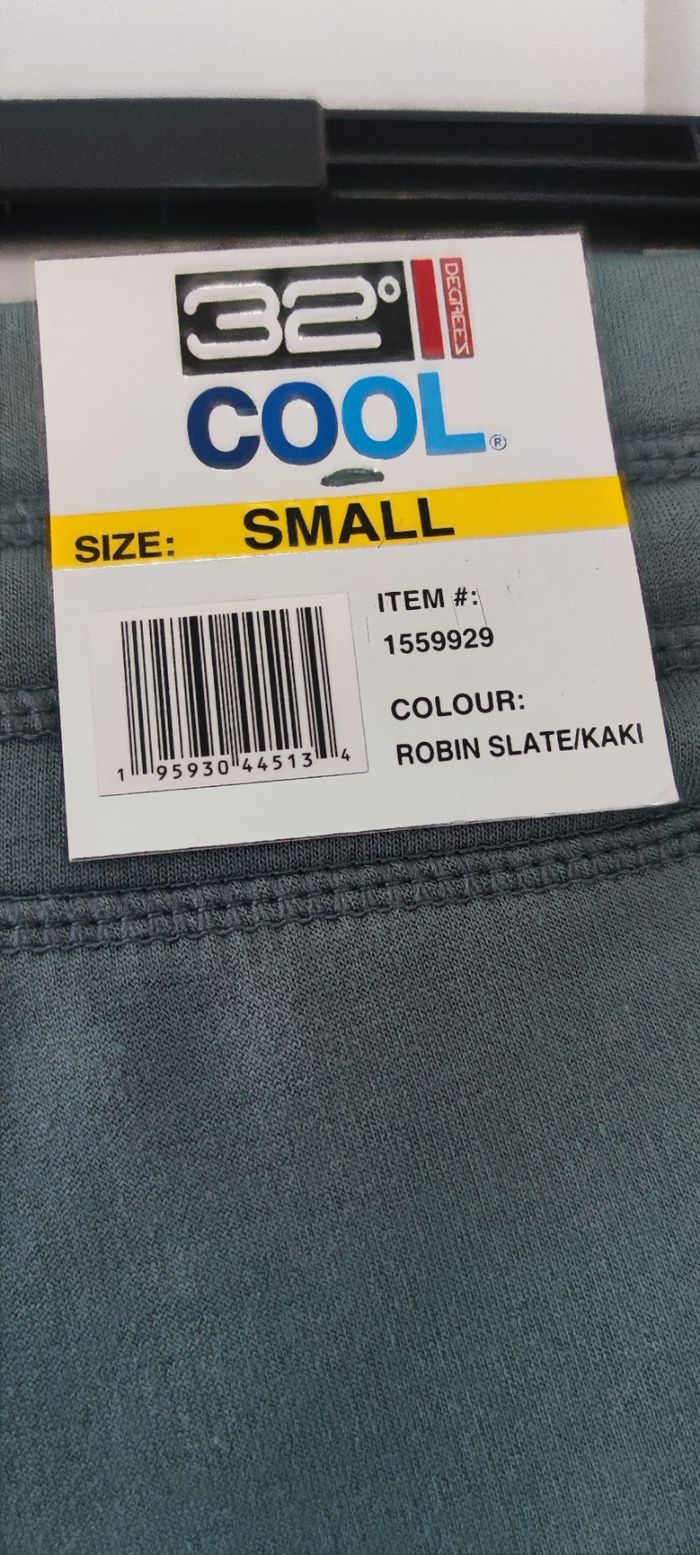 32° DEGREES
COOL®
SIZE: SMALL
ITEM #:
1559929
COLOUR:
ROBIN SLATE/KAKI
1 95930 44513 4